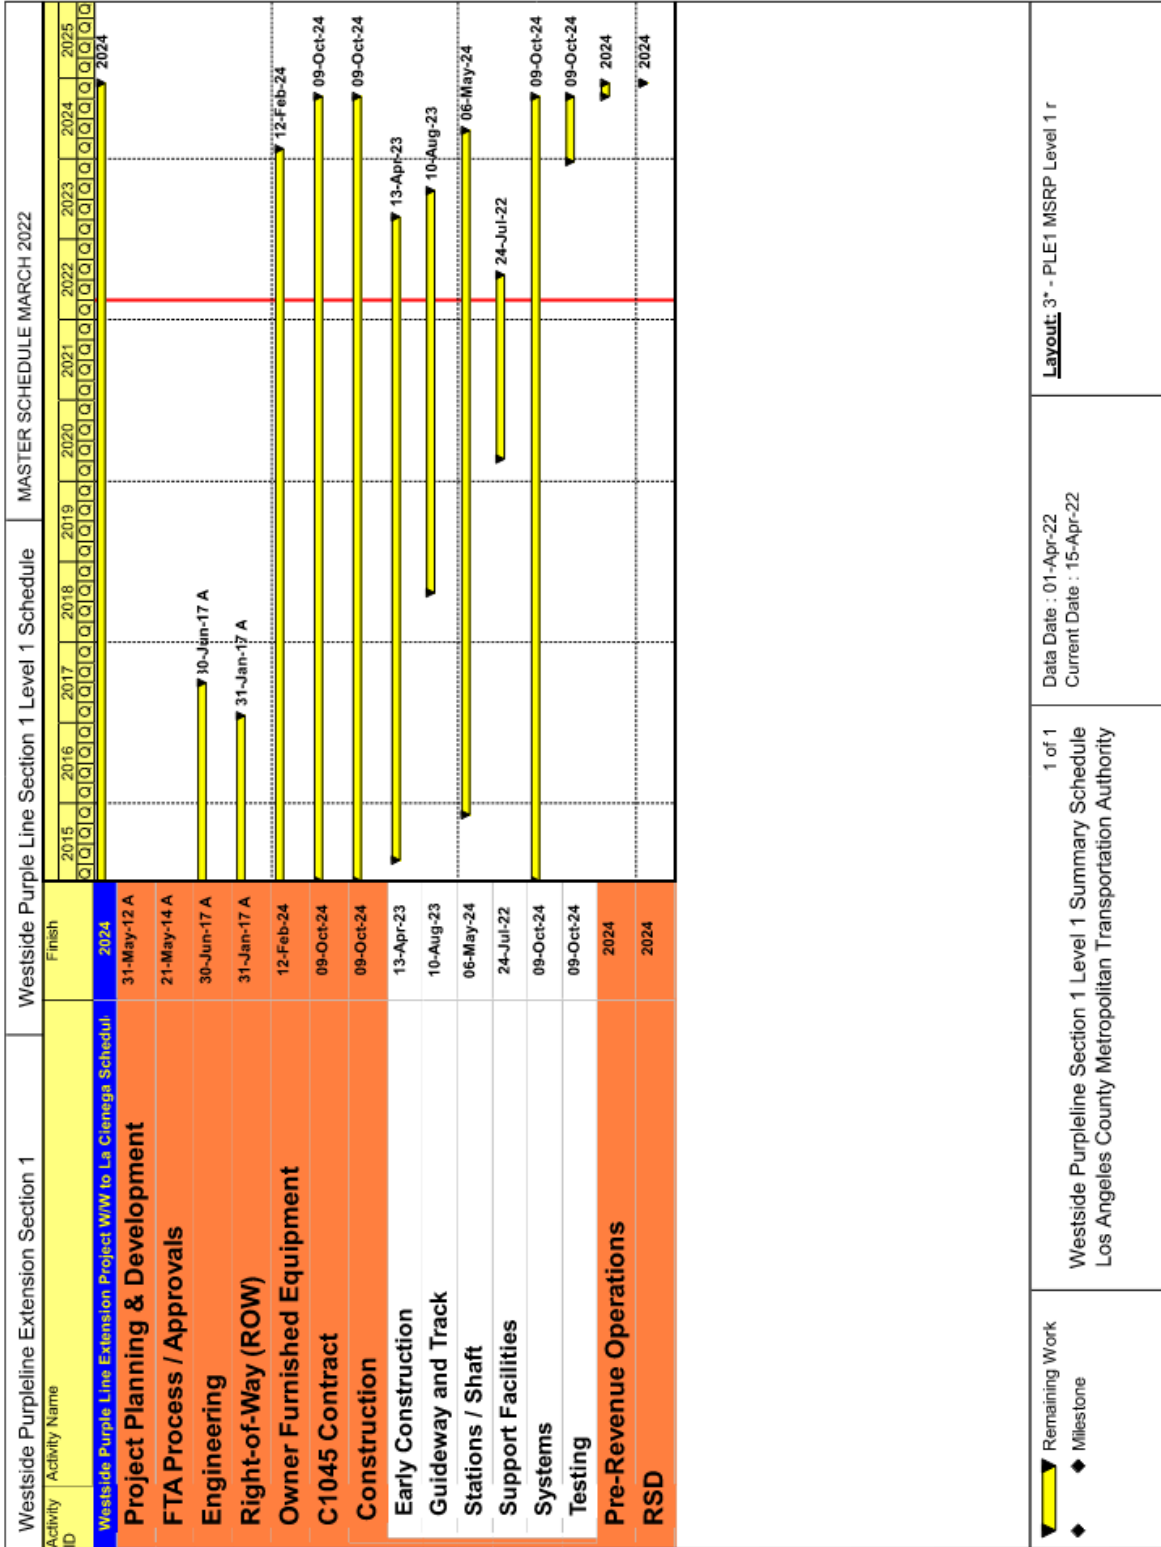 Westside Purpleline Extension Section 1
Westside Purple Line Section 1 Level 1 Schedule
MASTER SCHEDULE MARCH 2022
Activity ID
Activity Name
Finish
2015 2016 2017 2018 2019 2020 2021 2022 2023 2024 2025
Q Q Q Q Q Q Q Q Q Q Q Q Q Q Q Q Q Q Q Q Q Q Q Q Q Q Q Q Q Q Q Q Q Q Q Q Q Q Q Q Q Q Q Q
Westside Purple Line Extension Project W/W to La Cienega Schedul 2024 2024
Project Planning & Development 31-May-12 A
FTA Process / Approvals 21-May-14 A
Engineering 30-Jun-17 A 30-Jun-17 A
Right-of-Way (ROW) 31-Jan-17 A 31-Jan-17 A
Owner Furnished Equipment 12-Feb-24 12-Feb-24
C1045 Contract 09-Oct-24 09-Oct-24
Construction 09-Oct-24 09-Oct-24
Early Construction 13-Apr-23 13-Apr-23
Guideway and Track 10-Aug-23 10-Aug-23
Stations / Shaft 06-May-24 06-May-24
Support Facilities 24-Jul-22 24-Jul-22
Systems 09-Oct-24 09-Oct-24
Testing 09-Oct-24 09-Oct-24
Pre-Revenue Operations 2024 2024
RSD 2024 2024
Remaining Work
Milestone
1 of 1
Westside Purpleline Section 1 Level 1 Summary Schedule
Los Angeles County Metropolitan Transportation Authority
Data Date : 01-Apr-22
Current Date : 15-Apr-22
Layout: 3* - PLE1 MSRP Level 1 r